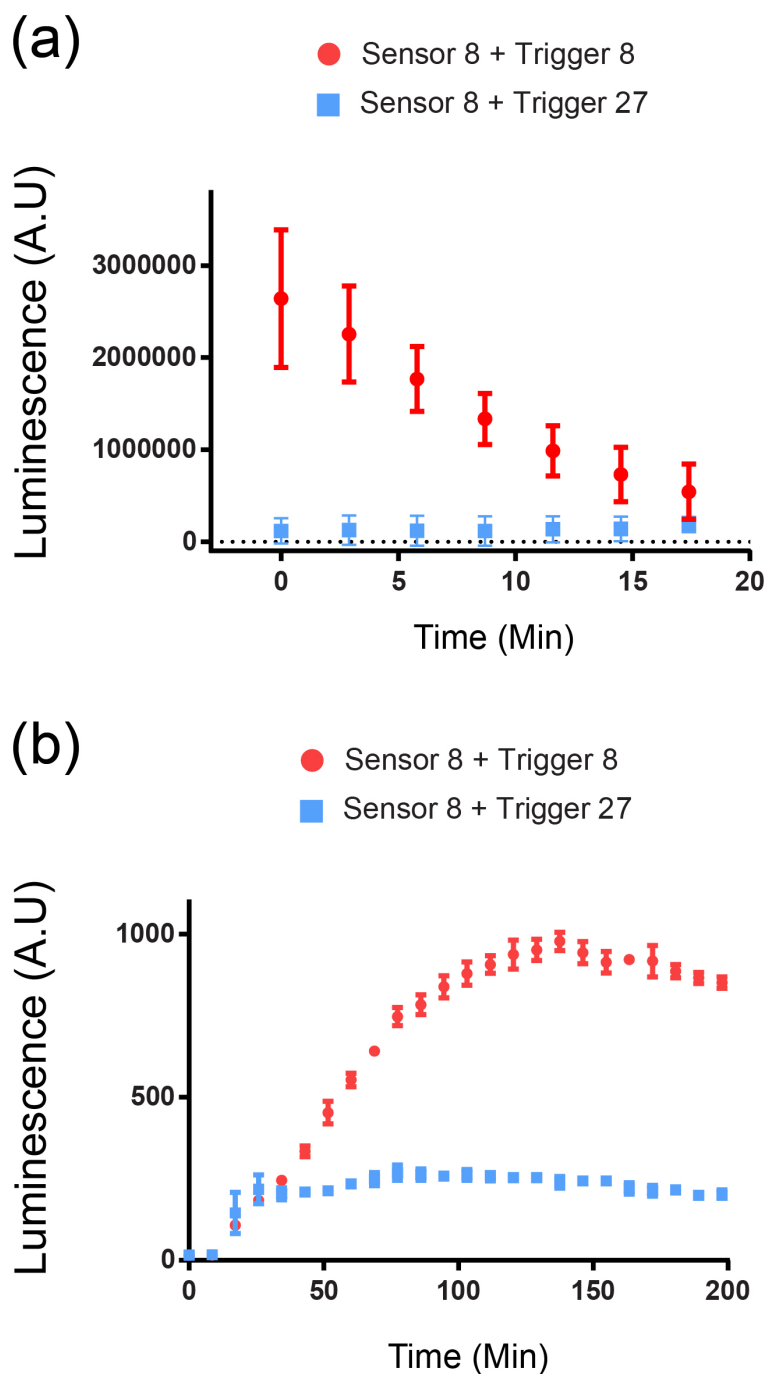 (a)
Sensor 8 + Trigger 8
Sensor 8 + Trigger 27
Luminescence (A.U)
3000000
2000000
1000000
0
0 5 10 15 20
Time (Min)
(b)
Sensor 8 + Trigger 8
Sensor 8 + Trigger 27
Luminescence (A.U)
1000
500
0
0 50 100 150 200
Time (Min)